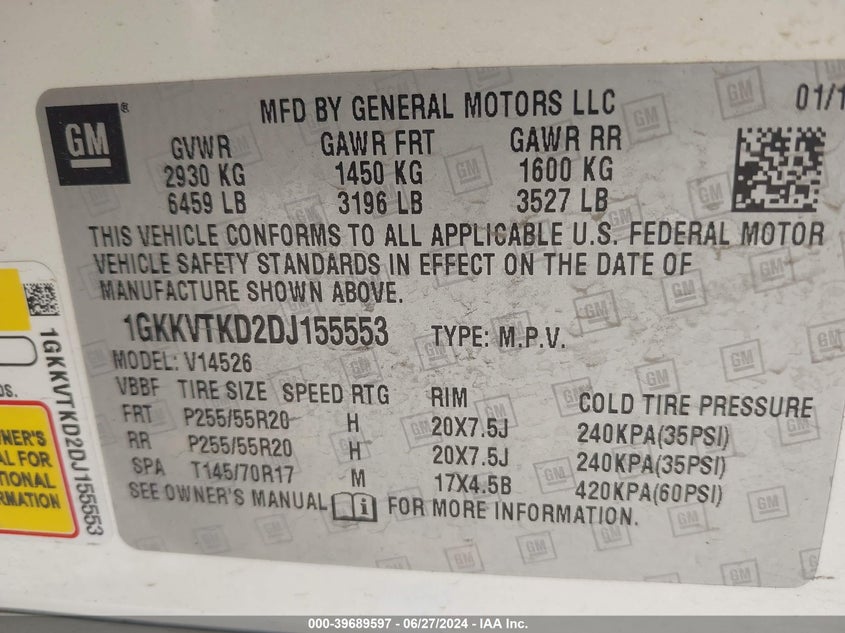 GM
MFD BY GENERAL MOTORS LLC 01/1
GVWR GAWR FRT GAWR RR
2930 KG 1450 KG 1600 KG
6459 LB 3196 LB 3527 LB
THIS VEHICLE CONFORMS TO ALL APPLICABLE U.S. FEDERAL MOTOR
VEHICLE SAFETY STANDARDS IN EFFECT ON THE DATE OF
MANUFACTURE SHOWN ABOVE.
1GKKVTKD2DJ155553 TYPE: M.P.V.
MODEL: V14526
VBBF TIRE SIZE SPEED RTG RIM COLD TIRE PRESSURE
FRT P255/55R20 H 20X7.5J 240KPA(35PSI)
RR P255/55R20 H 20X7.5J 240KPA(35PSI)
SPA T145/70R17 M 17X4.5B 420KPA(60PSI)
SEE OWNER'S MANUAL FOR MORE INFORMATION.
1GKKVTKD2DJ155553
DS.
WNER'S
AL FOR
TIONAL
RMATION
000-39689597 - 06/27/2024 - IAA Inc.